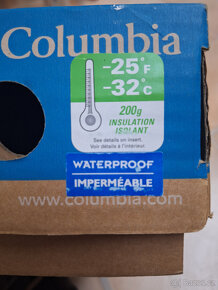 Columbia
-25°F
-32°C
200g
INSULATION
ISOLANT
See details on insert.
Voir détails à l'intérieur.
WATERPROOF
IMPERMÉABLE
www.columbia.com